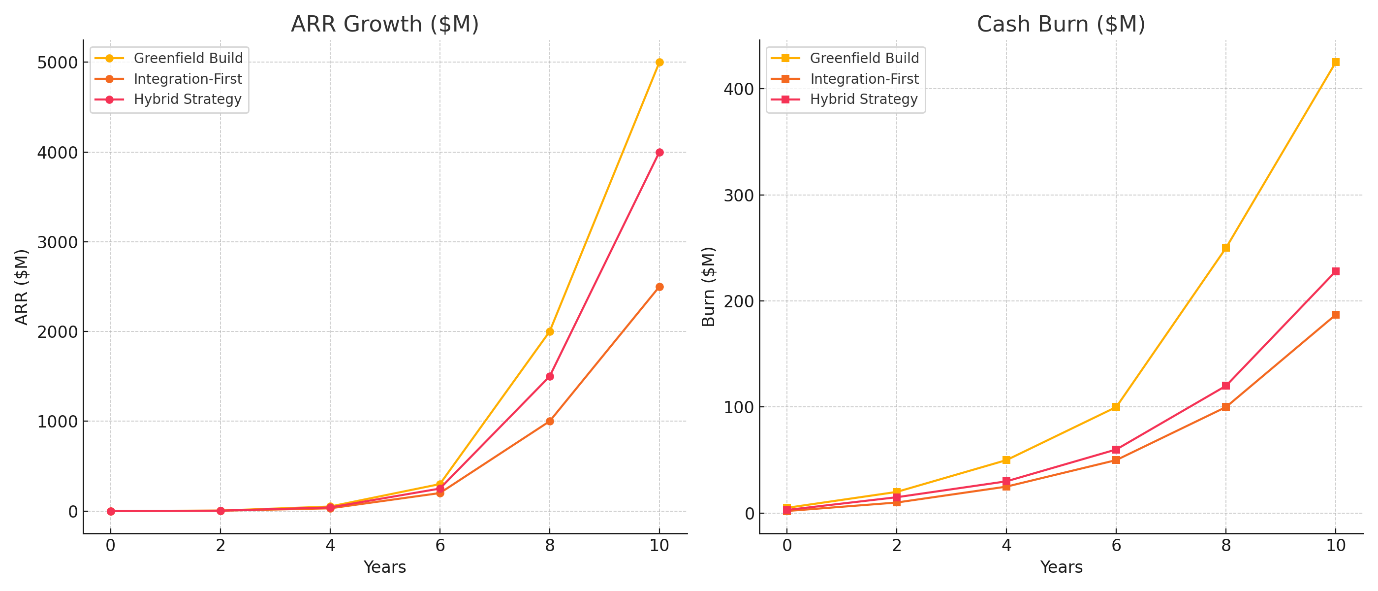 ARR Growth ($M)
Greenfield Build
Integration-First
Hybrid Strategy
5000
4000
3000
2000
1000
0
ARR ($M)
0 2 4 6 8 10
Years
Cash Burn ($M)
Greenfield Build
Integration-First
Hybrid Strategy
400
300
200
100
0
Burn ($M)
0 2 4 6 8 10
Years